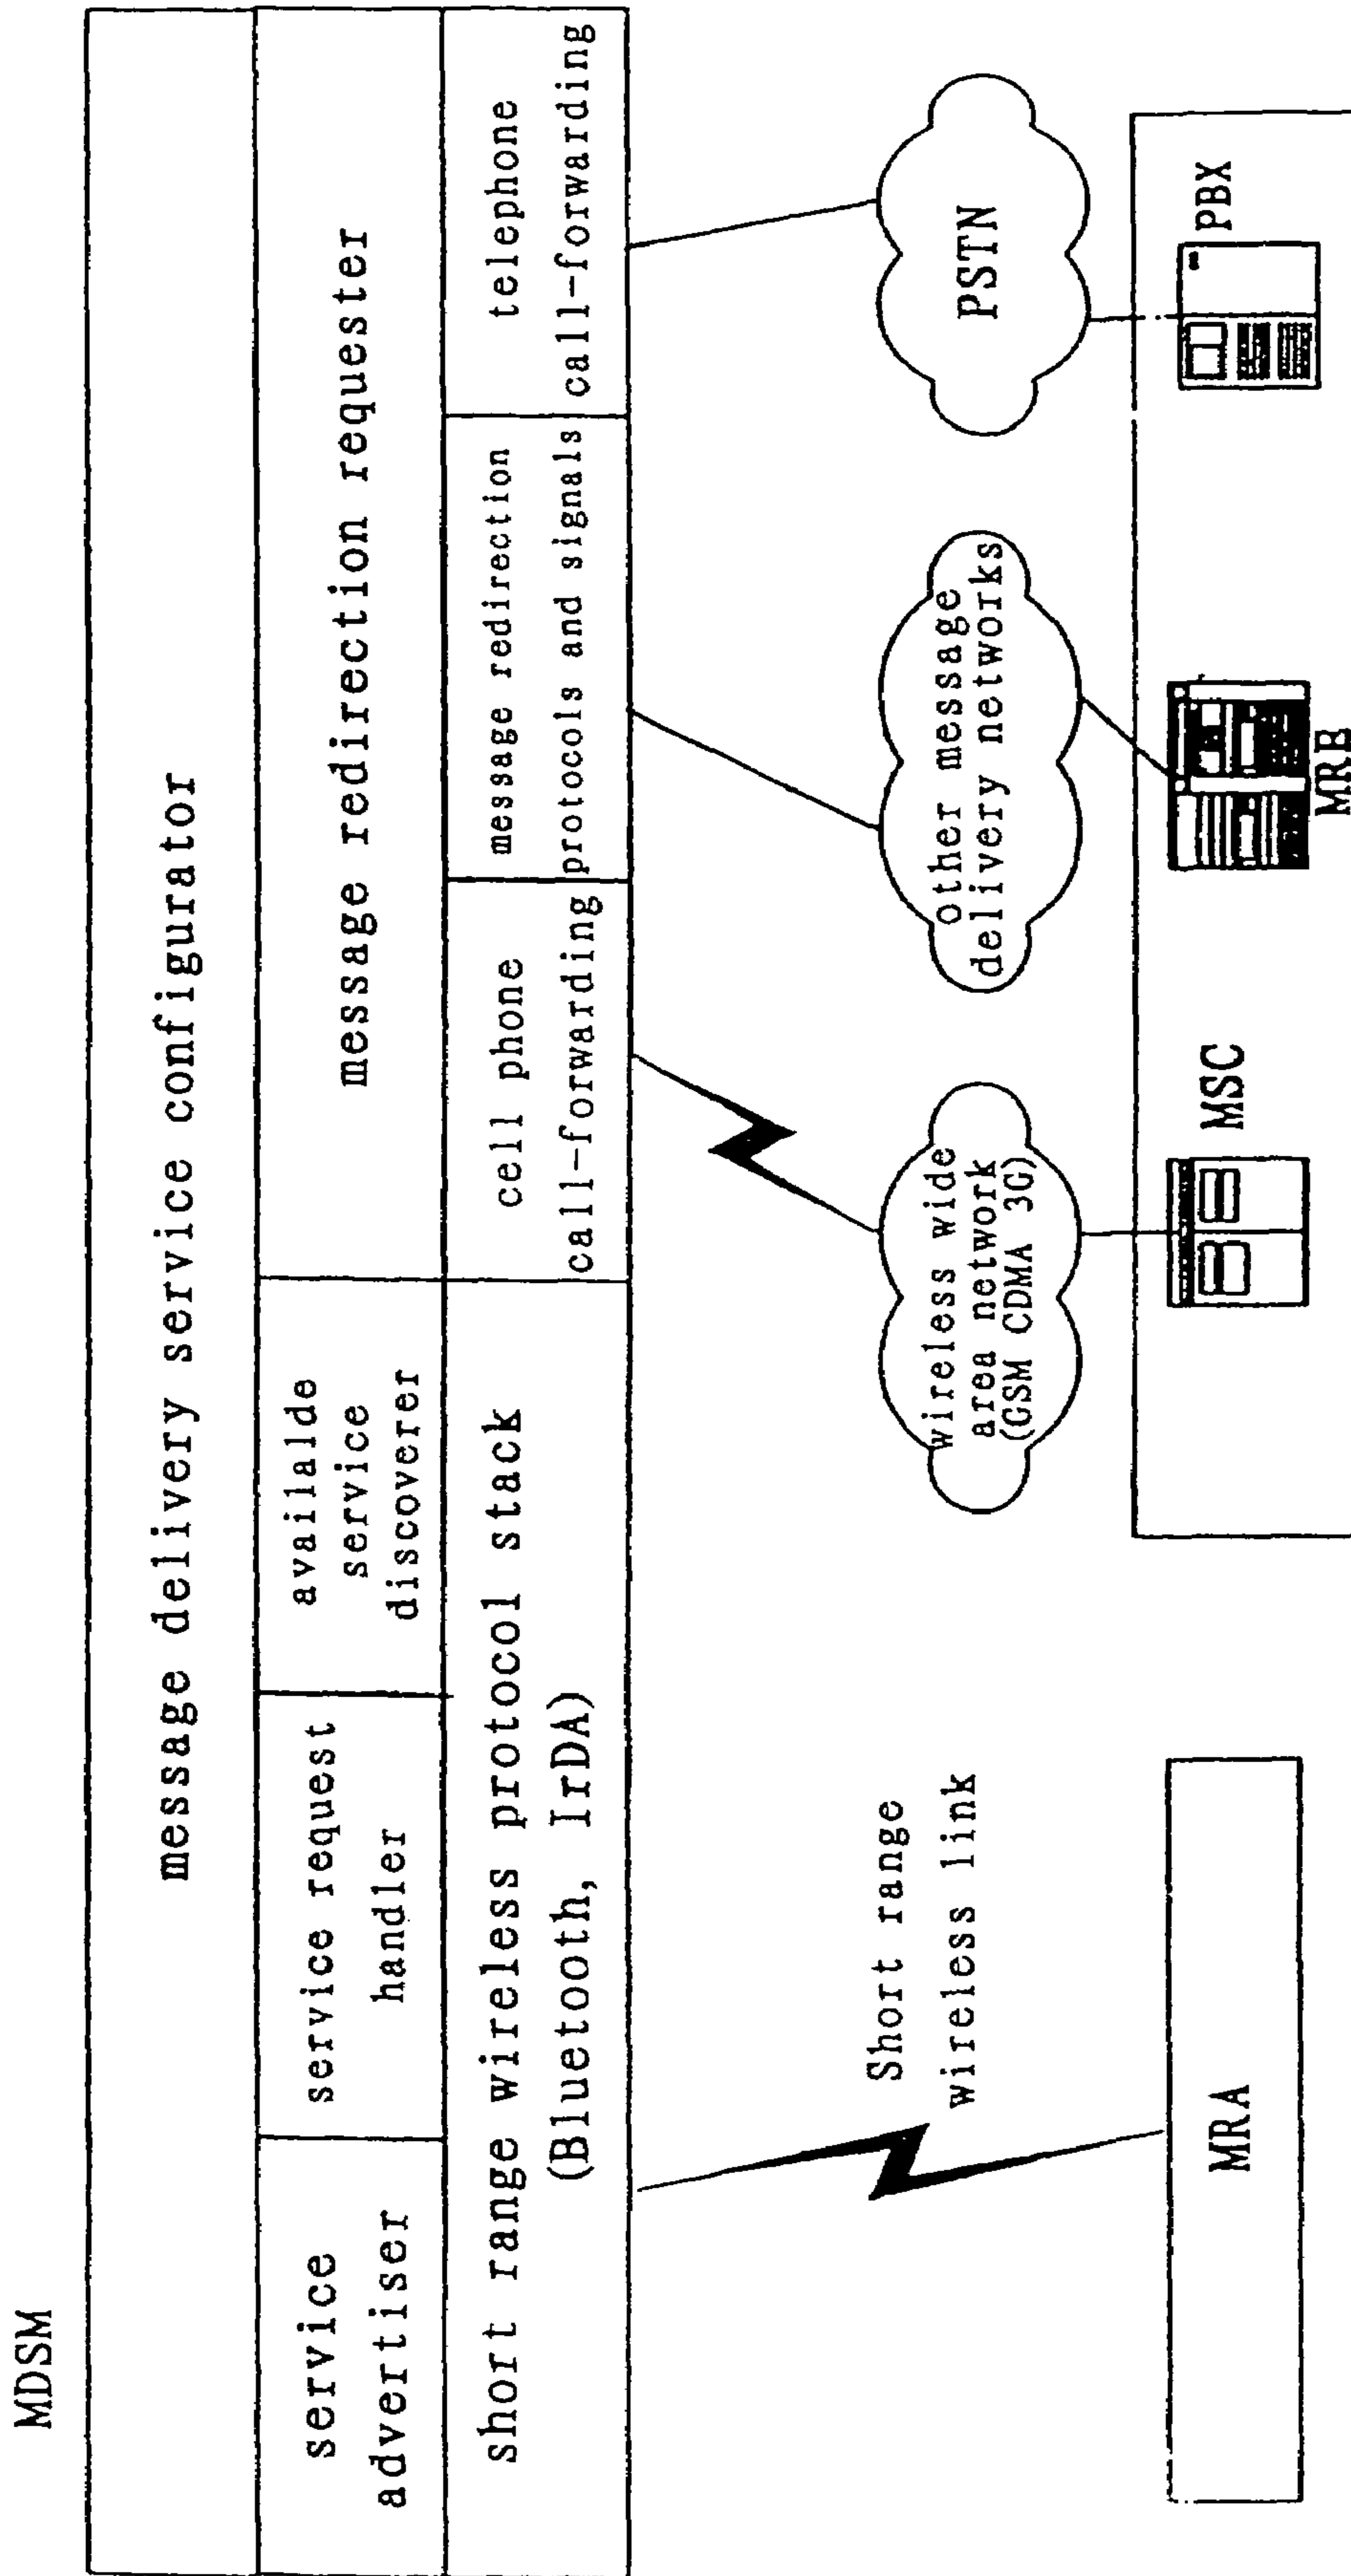 MDSM
message delivery service configurator
service
advertiser
service request
handler
availalde
service
discoverer
message redirection requester
short range wireless protocol stack
(Bluetooth, IrDA)
cell phone
call-forwarding
message redirection
protocols and signals
telephone
call-forwarding
Short range
wireless link
wireless wide
area network
(GSM CDMA 3G)
other message
delivery networks
PSTN
MRA
MSC
MRB
PBX